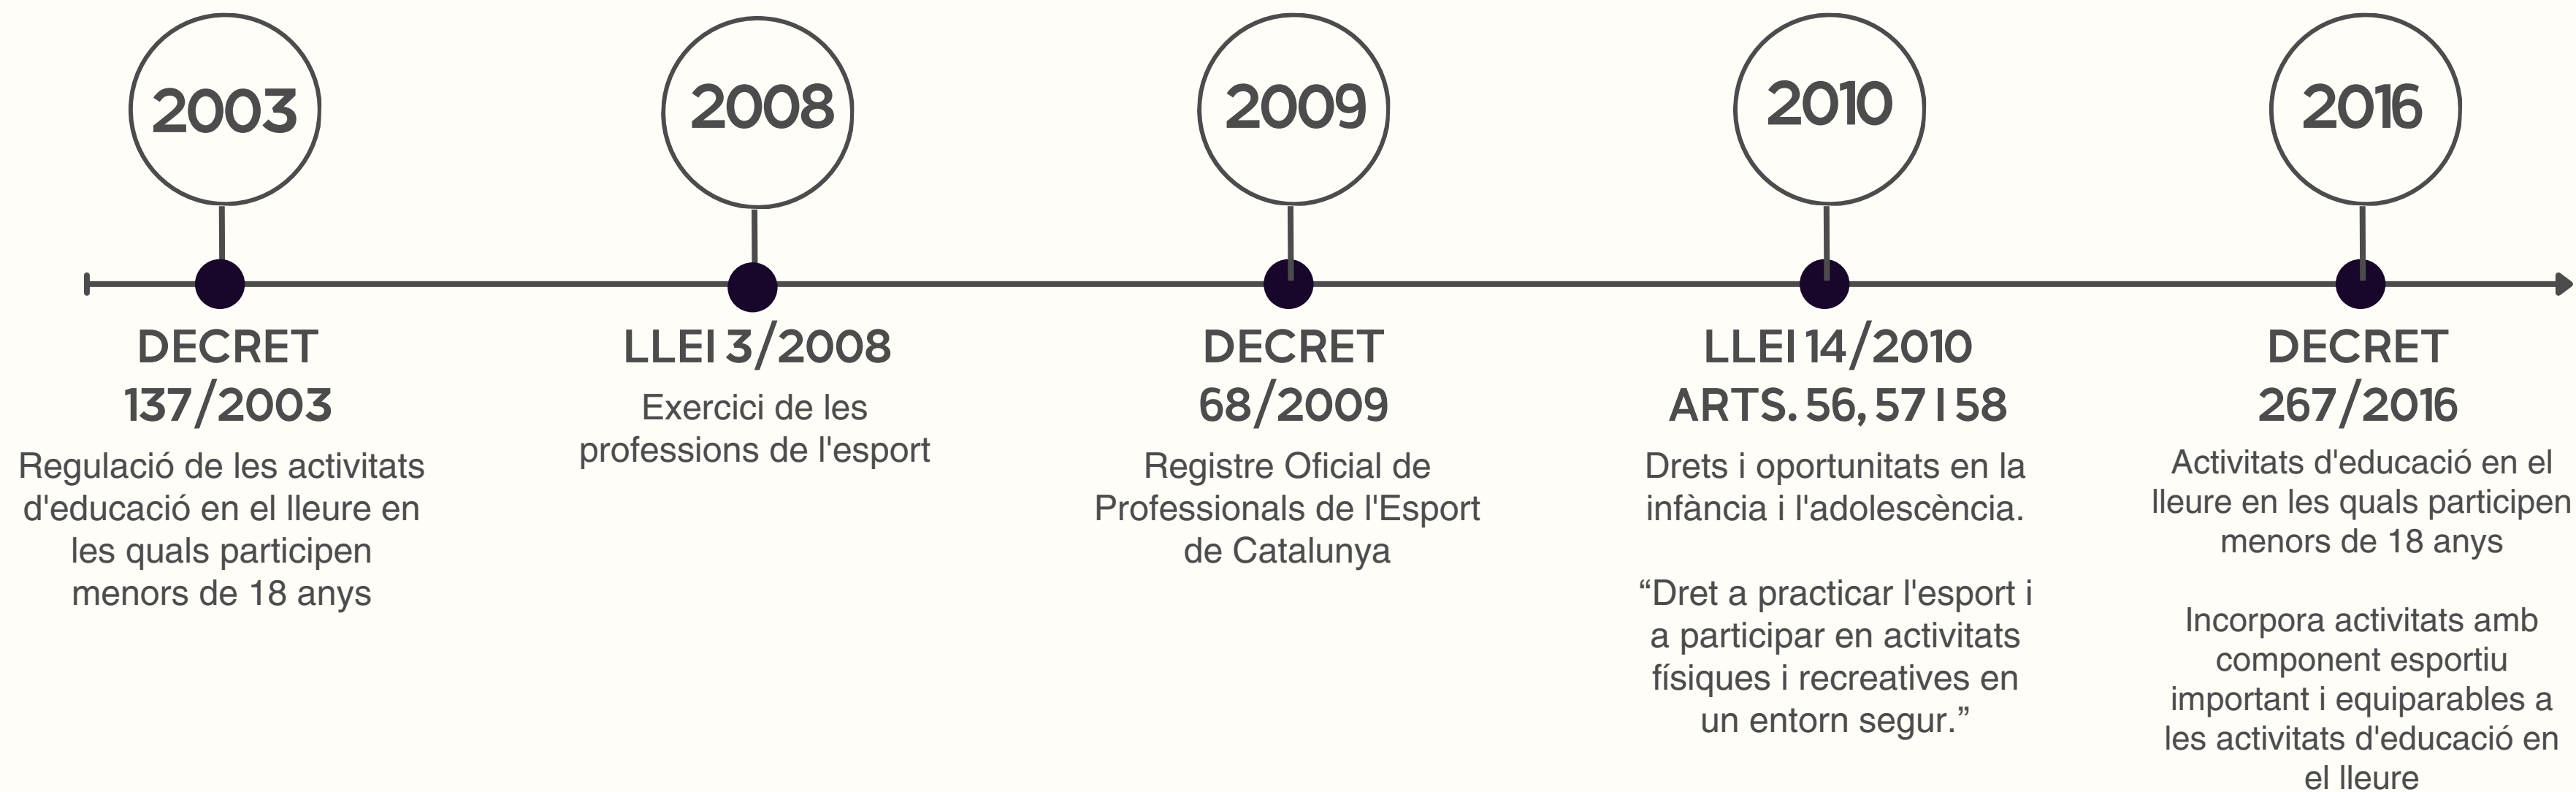 2003
DECRET
137/2003
Regulació de les activitats
d'educació en el lleure en
les quals participen
menors de 18 anys
2008
LLEI 3/2008
Exercici de les
professions de l'esport
2009
DECRET
68/2009
Registre Oficial de
Professionals de l'Esport
de Catalunya
2010
LLEI 14/2010
ARTS. 56, 57 I 58
Drets i oportunitats en la
infància i l'adolescència.
“Dret a practicar l'esport i
a participar en activitats
físiques i recreatives en
un entorn segur.”
2016
DECRET
267/2016
Activitats d'educació en el
lleure en les quals participen
menors de 18 anys
Incorpora activitats amb
component esportiu
important i equiparables a
les activitats d'educació en
el lleure